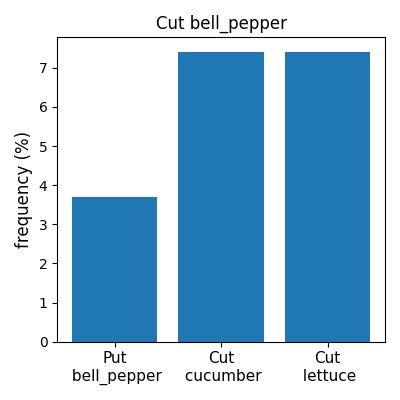 Cut bell_pepper
frequency (%)
7
6
5
4
3
2
1
0
Put
bell_pepper
Cut
cucumber
Cut
lettuce